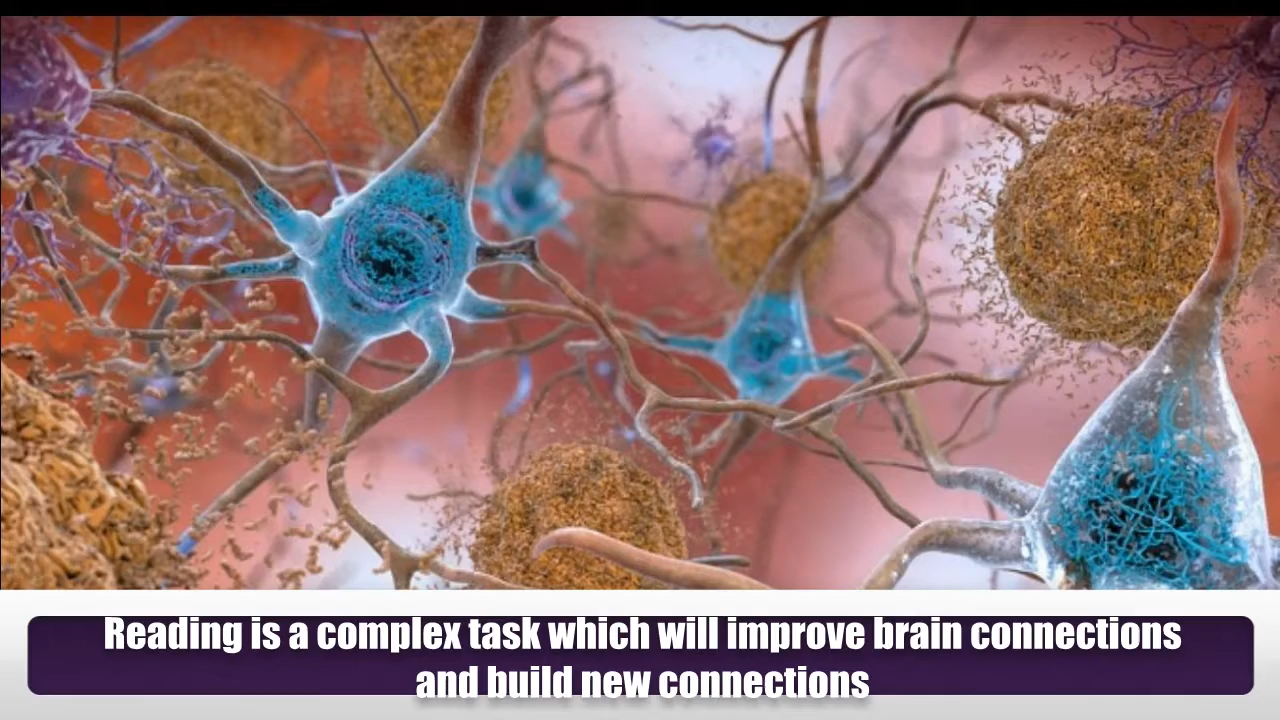 Reading is a complex task which will improve brain connections
and build new connections